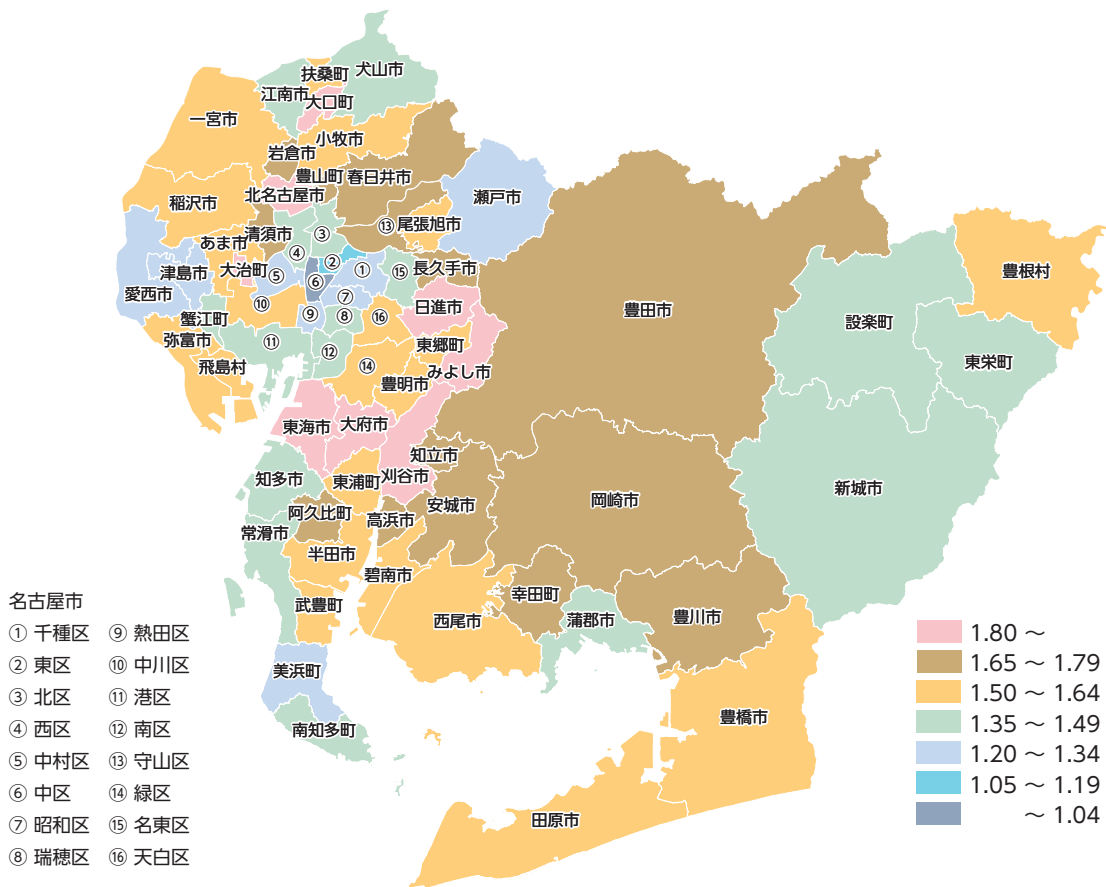 扶桑町
犬山市
江南市
大口町
一宮市
小牧市
岩倉市
豊山町
春日井市
北名古屋市
瀬戸市
稲沢市
清須市
③
⑬
尾張旭市
あま市
④
②
①
⑮
長久手市
津島市
大治町
⑤
⑥
豊根村
愛西市
⑩
⑦
日進市
豊田市
蟹江町
⑨
⑧
⑯
設楽町
弥富市
⑪
⑫
東郷町
東栄町
飛島村
⑭
豊明市
みよし市
東海市
大府市
知立市
知多市
東浦町
刈谷市
新城市
阿久比町
高浜市
安城市
岡崎市
常滑市
半田市
碧南市
幸田町
武豊町
西尾市
蒲郡市
豊川市
美浜町
南知多町
豊橋市
田原市
名古屋市
① 千種区 ⑨ 熱田区
② 東区 ⑩ 中川区
③ 北区 ⑪ 港区
④ 西区 ⑫ 南区
⑤ 中村区 ⑬ 守山区
⑥ 中区 ⑭ 緑区
⑦ 昭和区 ⑮ 名東区
⑧ 瑞穂区 ⑯ 天白区
1.80 ～
1.65 ～ 1.79
1.50 ～ 1.64
1.35 ～ 1.49
1.20 ～ 1.34
1.05 ～ 1.19
～ 1.04